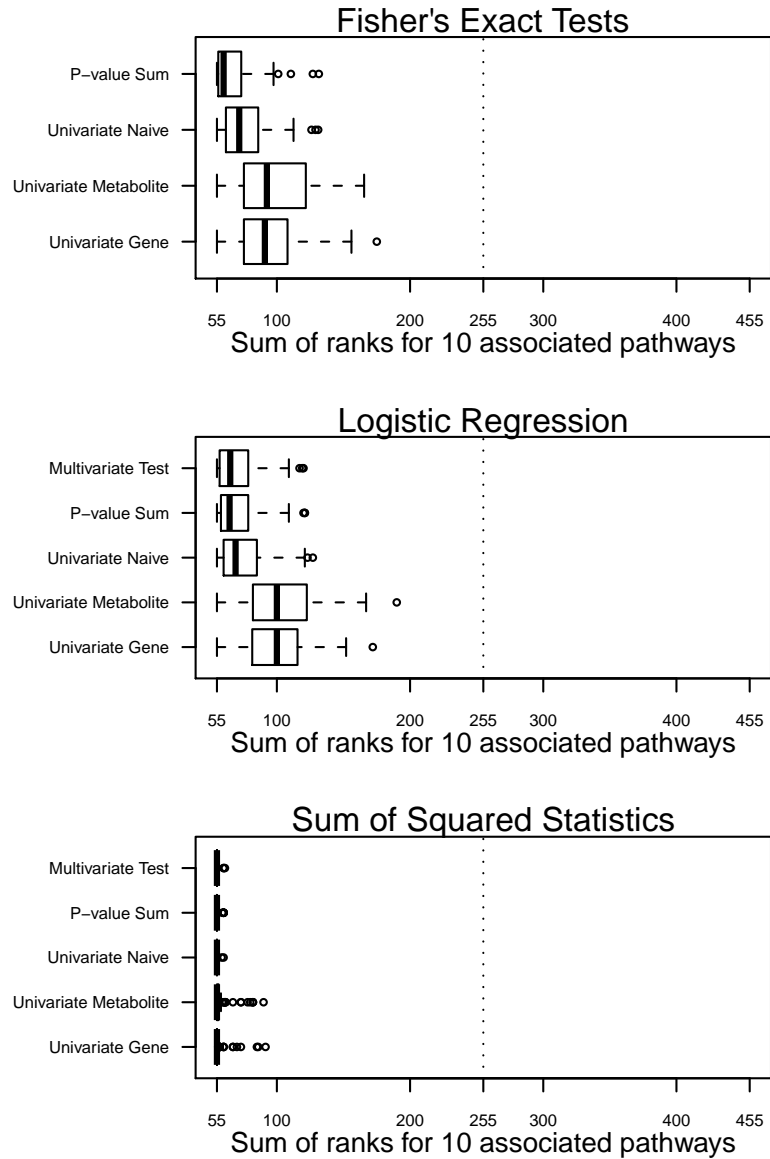 Fisher's Exact Tests
P−value Sum
Univariate Naive
Univariate Metabolite
Univariate Gene
55 100 200 255 300 400 455
Sum of ranks for 10 associated pathways
Logistic Regression
Multivariate Test
P−value Sum
Univariate Naive
Univariate Metabolite
Univariate Gene
55 100 200 255 300 400 455
Sum of ranks for 10 associated pathways
Sum of Squared Statistics
Multivariate Test
P−value Sum
Univariate Naive
Univariate Metabolite
Univariate Gene
55 100 200 255 300 400 455
Sum of ranks for 10 associated pathways